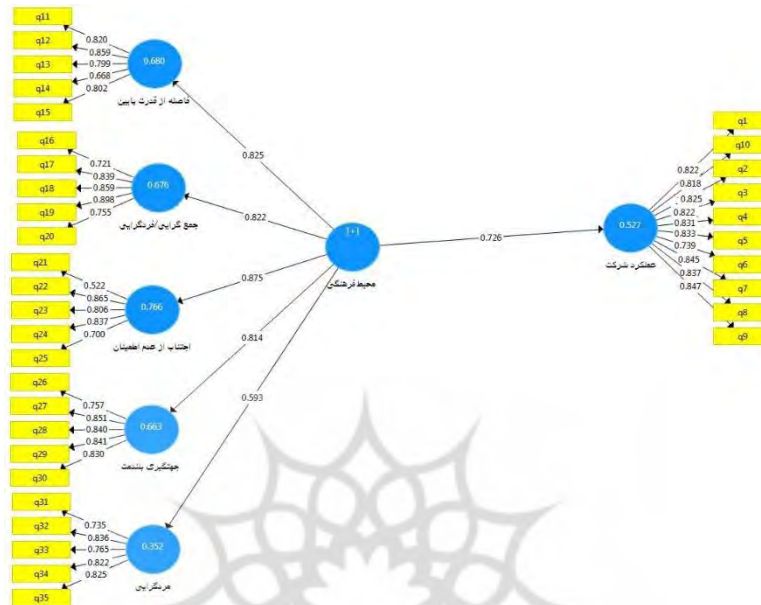 q11
q12
q13
q14
q15
0.820
0.859
0.799
0.668
0.802
0.680
فاصله از قدرت پایین
q16
q17
q18
q19
q20
0.721
0.839
0.859
0.898
0.755
0.676
جمع گرایی/فردگرایی
q21
q22
q23
q24
q25
0.522
0.865
0.806
0.837
0.700
0.766
اجتناب از عدم اطمینان
q26
q27
q28
q29
q30
0.757
0.851
0.840
0.841
0.830
0.663
جهتگیری بلندمت
q31
q32
q33
q34
q35
0.735
0.836
0.765
0.822
0.825
0.352
مردگرایی
0.825
0.822
0.875
0.814
0.593
[+]
محیط فرهنگی
0.726
0.527
عملکرد شرکت
0.822
0.818
0.825
0.822
0.831
0.833
0.739
0.845
0.837
0.847
q1
q10
q2
q3
q4
q5
q6
q7
q8
q9